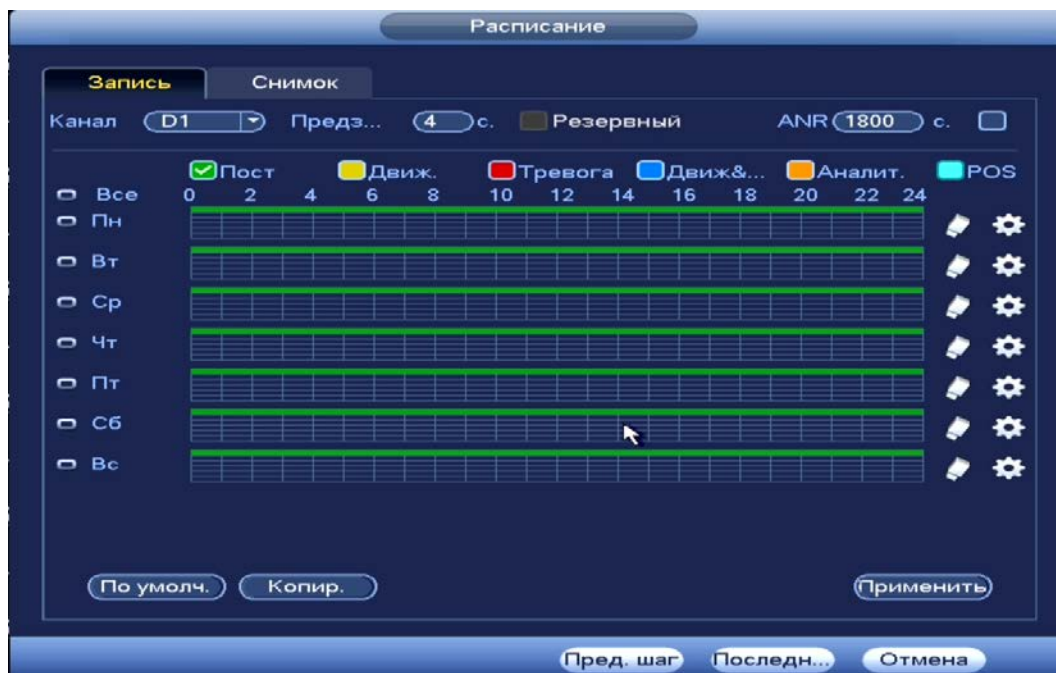 Расписание
Запись Снимок
Канал D1 Предз... 4 с. Резервный ANR 1800 с.
Пост Движ. Тревога Движ&... Аналит. POS
Все 0 2 4 6 8 10 12 14 16 18 20 22 24
Пн
Вт
Ср
Чт
Пт
Сб
Вс
По умолч. Копир. Применить
Пред. шаг Последн... Отмена